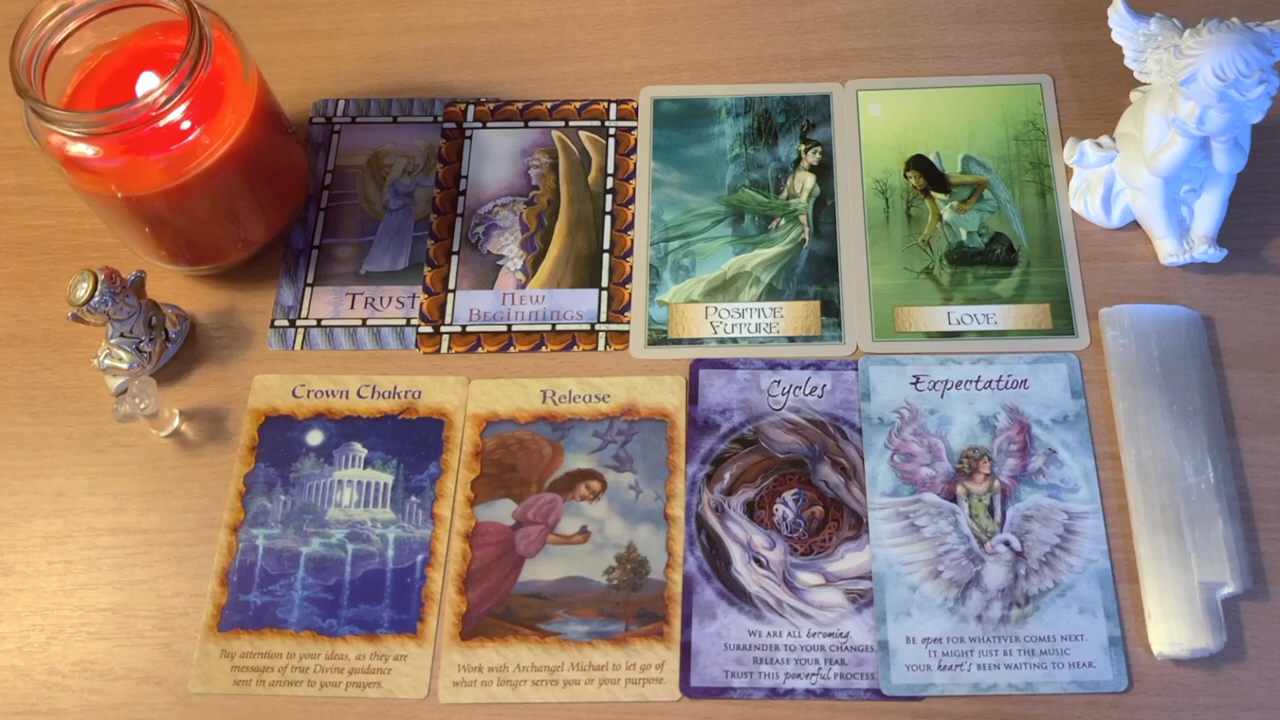 Trust
New
Beginnings
Positive
Future
Love
Crown Chakra
Pay attention to your ideas, as they are
messages of true Divine guidance
sent in answer to your prayers.
Release
Work with Archangel Michael to let go of
what no longer serves you or your purpose.
Cycles
We are all becoming.
Surrender to your changes.
Release your fear.
Trust this powerful process.
Expectation
Be open for whatever comes next.
It might just be the music
your heart's been waiting to hear.